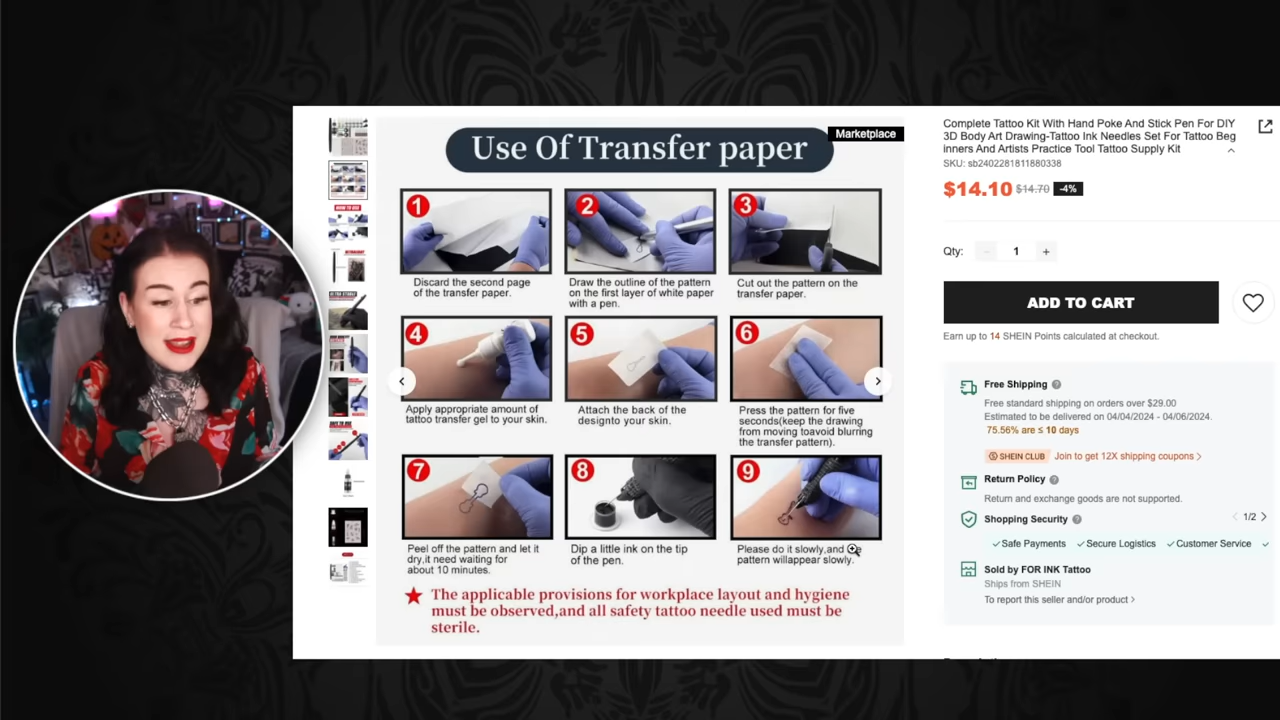 Use Of Transfer paper
Marketplace
1
2
3
Discard the second page
of the transfer paper.
Draw the outline of the pattern
on the first layer of white paper
with a pen.
Cut out the pattern on the
transfer paper.
4
5
6
Apply appropriate amount of
tattoo transfer gel to your skin.
Attach the back of the
designto your skin.
Press the pattern for five
seconds(keep the drawing
from moving toavoid blurring
the transfer pattern).
7
8
9
Peel off the pattern and let it
dry,it need waiting for
about 10 minutes.
Dip a little ink on the tip
of the pen.
Please do it slowly,and
pattern willappear slowly.
★ The applicable provisions for workplace layout and hygiene
must be observed,and all safety tattoo needle used must be
sterile.
Complete Tattoo Kit With Hand Poke And Stick Pen For DIY
3D Body Art Drawing-Tattoo Ink Needles Set For Tattoo Beg
inners And Artists Practice Tool Tattoo Supply Kit
SKU: sb2402281811880338
$14.10 $14.70 -4%
Qty: − 1 +
ADD TO CART
Earn up to 14 SHEIN Points calculated at checkout.
Free Shipping ?
Free standard shipping on orders over $29.00
Estimated to be delivered on 04/04/2024 - 04/06/2024.
75.56% are ≤ 10 days
SHEIN CLUB Join to get 12X shipping coupons >
Return Policy ?
Return and exchange goods are not supported.
Shopping Security ? < 1/2 >
✓Safe Payments ✓Secure Logistics ✓Customer Service ✓
Sold by FOR INK Tattoo
Ships from SHEIN
To report this seller and/or product >